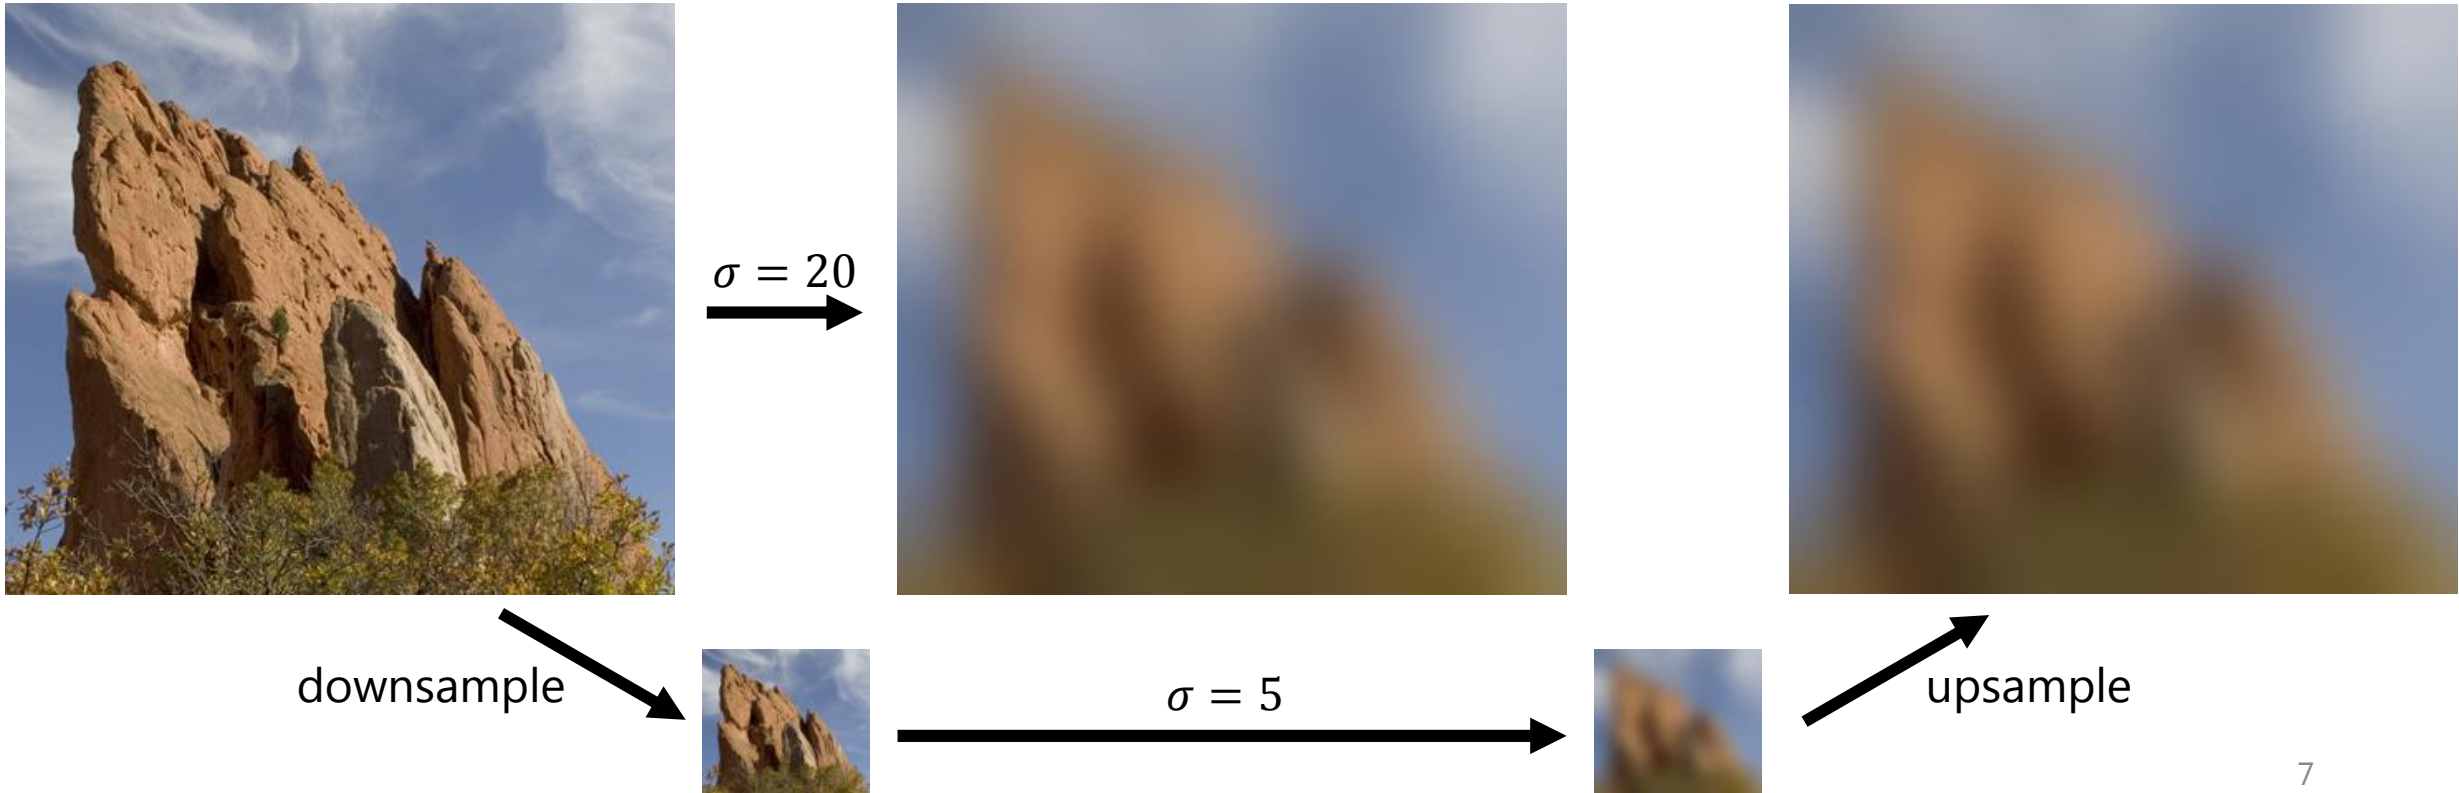 σ = 20
downsample
σ = 5
upsample
7